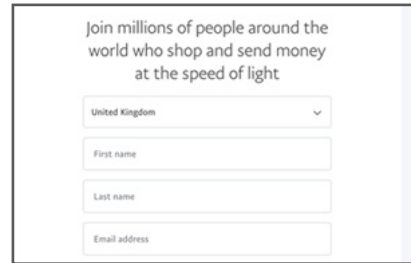 Join millions of people around the
world who shop and send money
at the speed of light
United Kingdom
First name
Last name
Email address